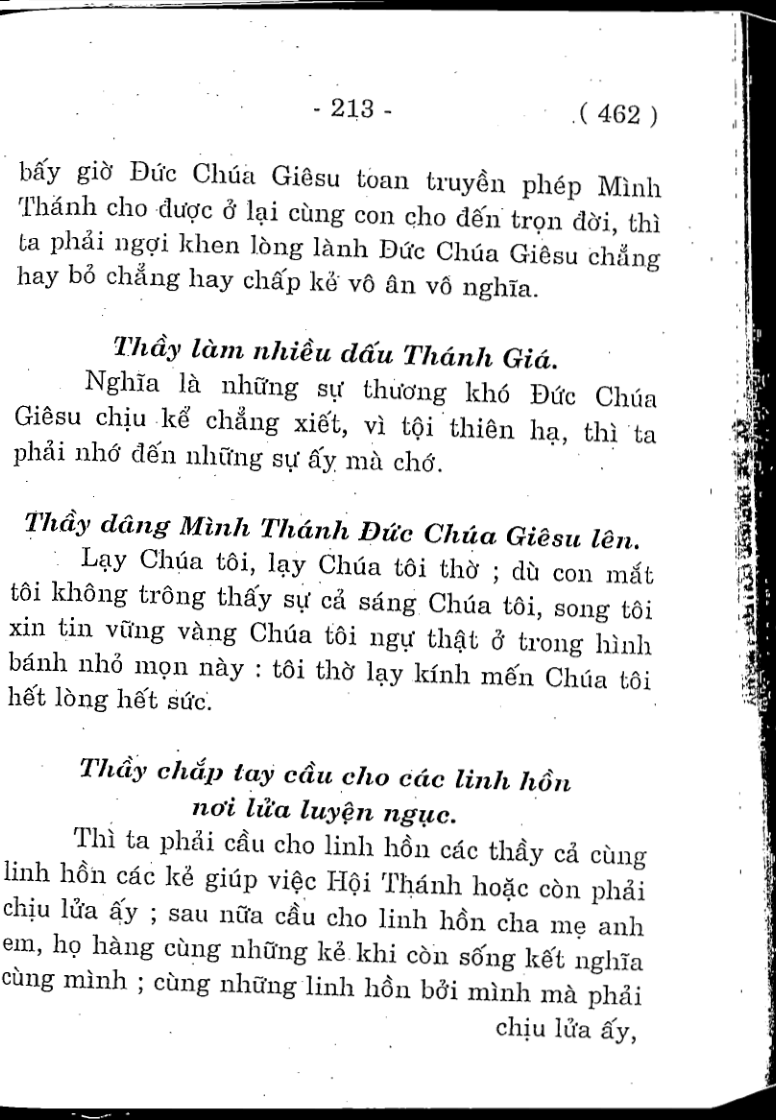 - 213 - ( 462 )
bấy giờ Đức Chúa Giêsu toan truyền phép Mình
Thánh cho được ở lại cùng con cho đến trọn đời, thì
ta phải ngợi khen lòng lành Đức Chúa Giêsu chẳng
hay bỏ chẳng hay chấp kẻ vô ân vô nghĩa.
Thầy làm nhiều dấu Thánh Giá.
Nghĩa là những sự thương khó Đức Chúa
Giêsu chịu kể chẳng xiết, vì tội thiên hạ, thì ta
phải nhớ đến những sự ấy mà chớ.
Thầy dâng Mình Thánh Đức Chúa Giêsu lên.
Lạy Chúa tôi, lạy Chúa tôi thờ ; dù con mắt
tôi không trông thấy sự cả sáng Chúa tôi, song tôi
xin tin vững vàng Chúa tôi ngự thật ở trong hình
bánh nhỏ mọn này : tôi thờ lạy kính mến Chúa tôi
hết lòng hết sức.
Thầy chắp tay cầu cho các linh hồn
nơi lửa luyện ngục.
Thì ta phải cầu cho linh hồn các thầy cả cùng
linh hồn các kẻ giúp việc Hội Thánh hoặc còn phải
chịu lửa ấy ; sau nữa cầu cho linh hồn cha mẹ anh
em, họ hàng cùng những kẻ khi còn sống kết nghĩa
cùng mình ; cùng những linh hồn bởi mình mà phải
chịu lửa ấy,